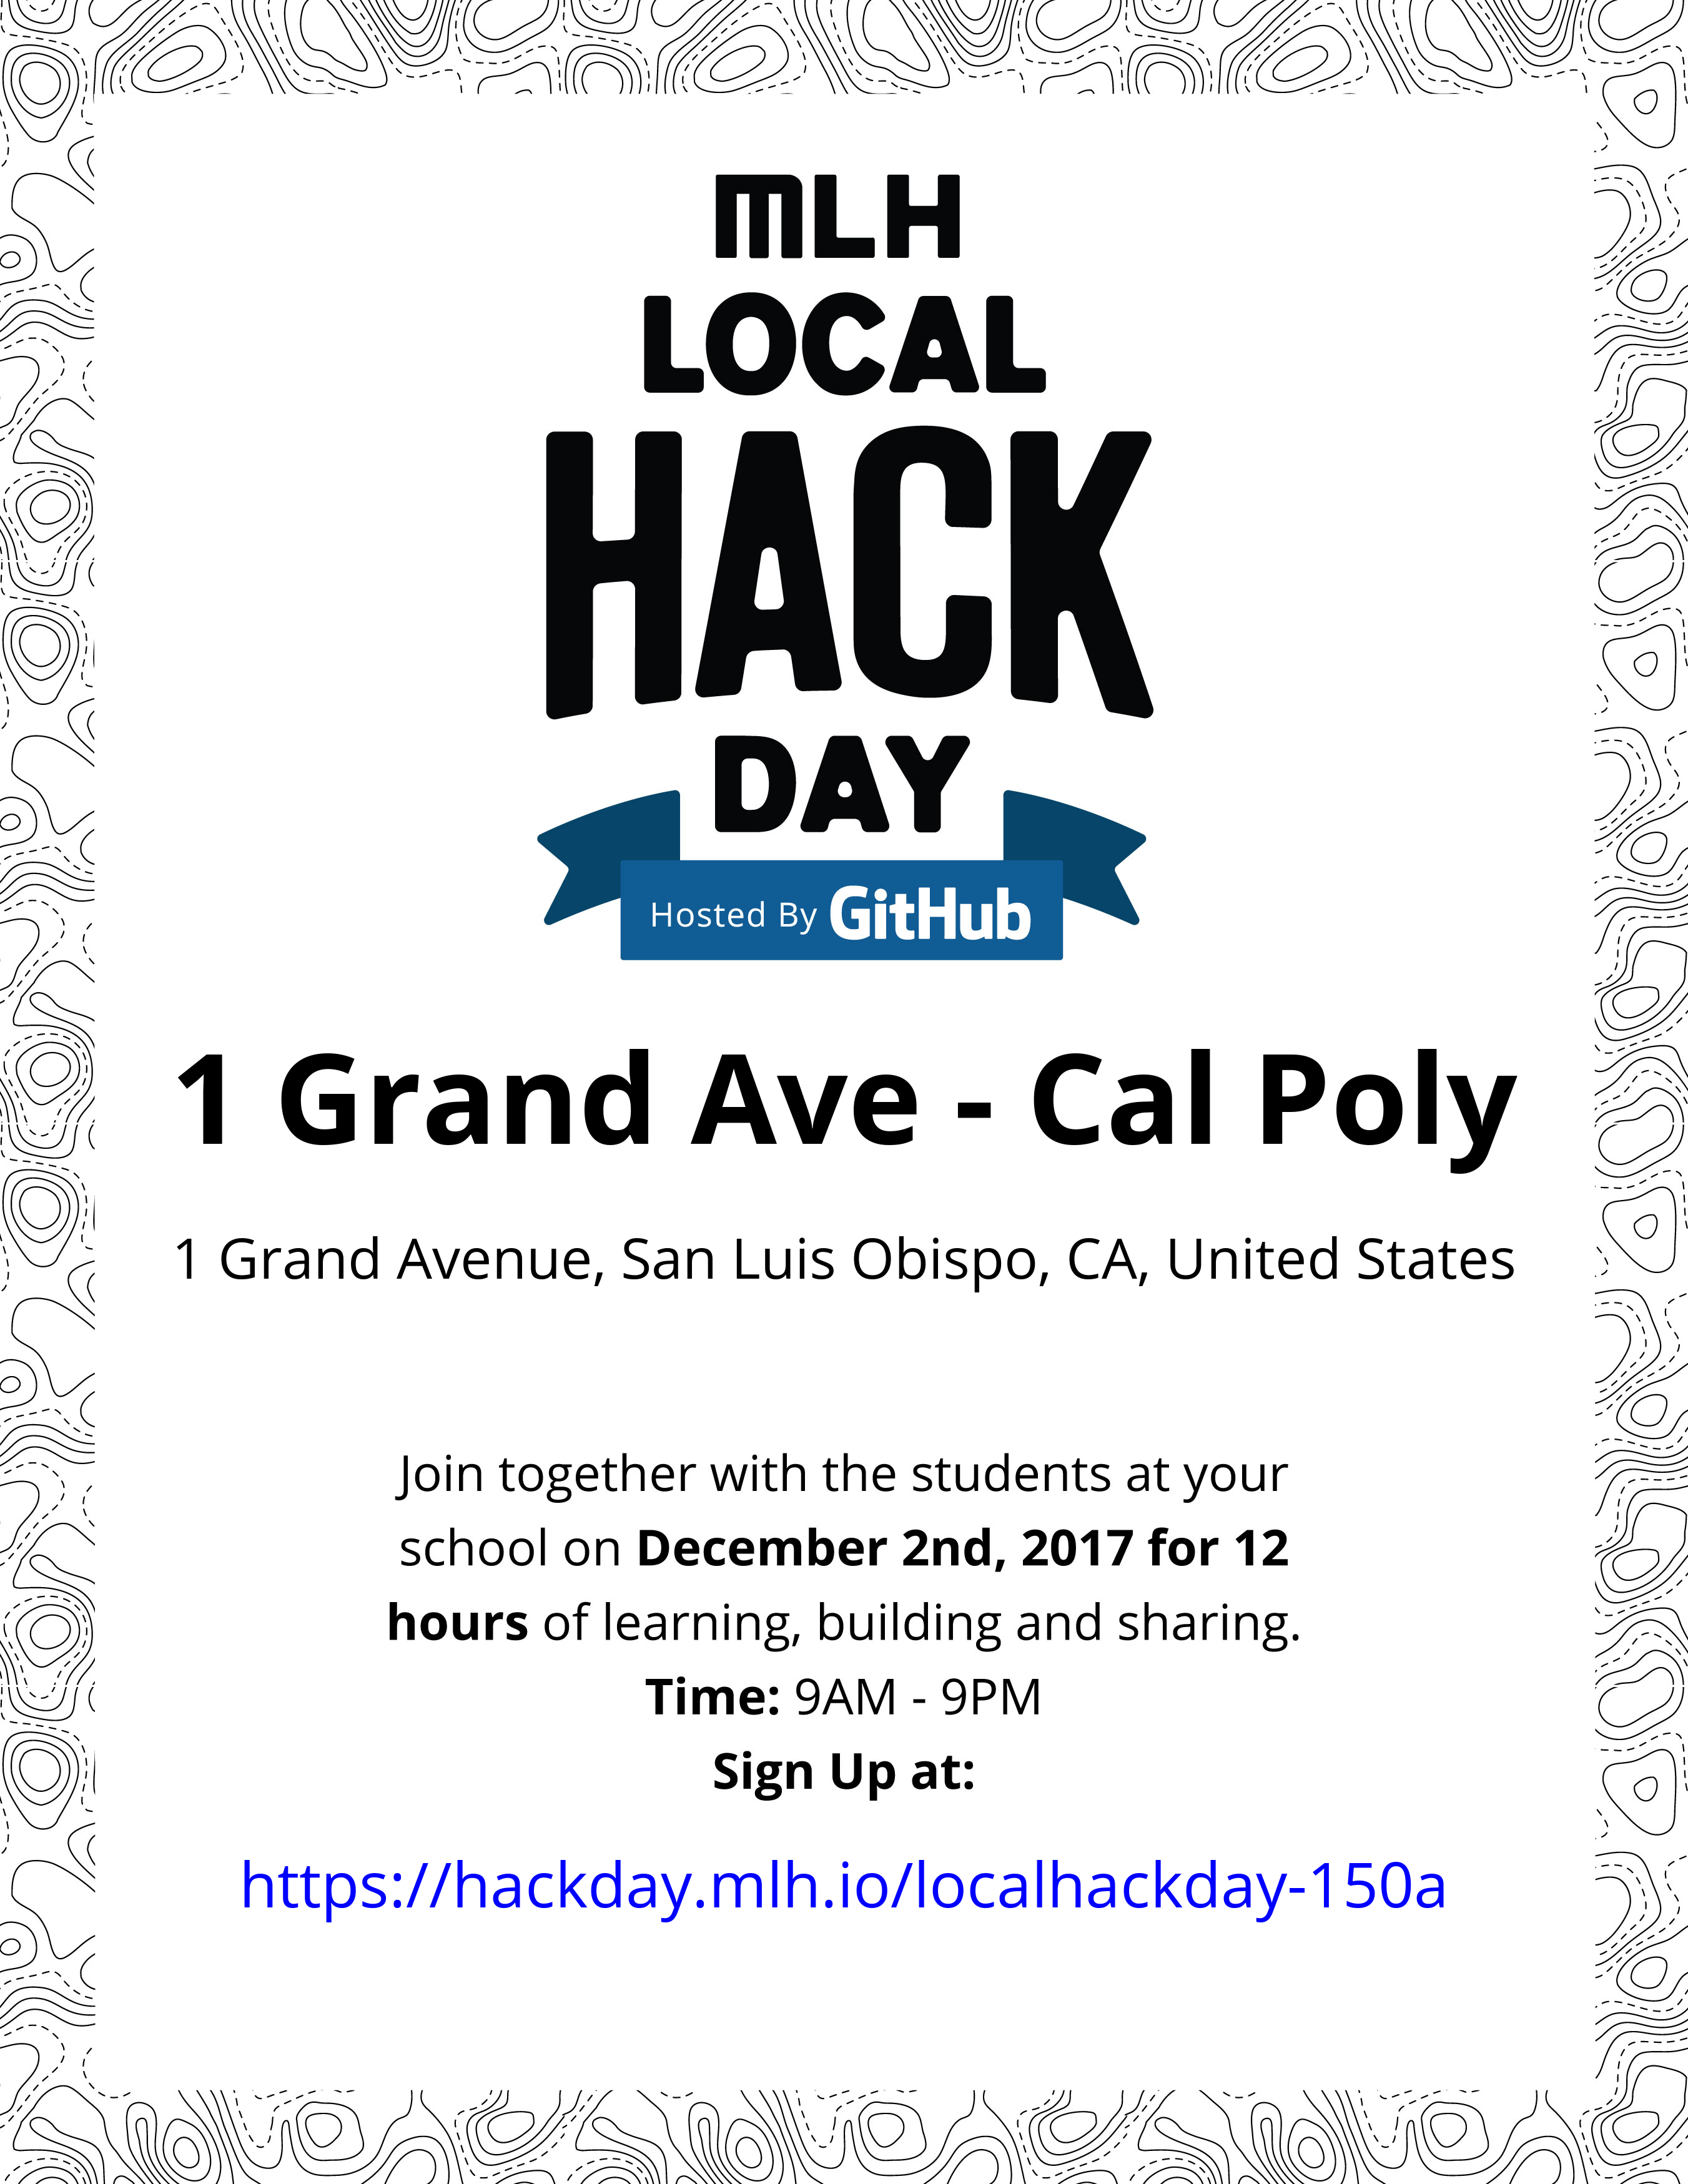 MLH
LOCAL
HACK
DAY
Hosted By GitHub
1 Grand Ave - Cal Poly
1 Grand Avenue, San Luis Obispo, CA, United States
Join together with the students at your
school on December 2nd, 2017 for 12
hours of learning, building and sharing.
Time: 9AM - 9PM
Sign Up at:
https://hackday.mlh.io/localhackday-150a